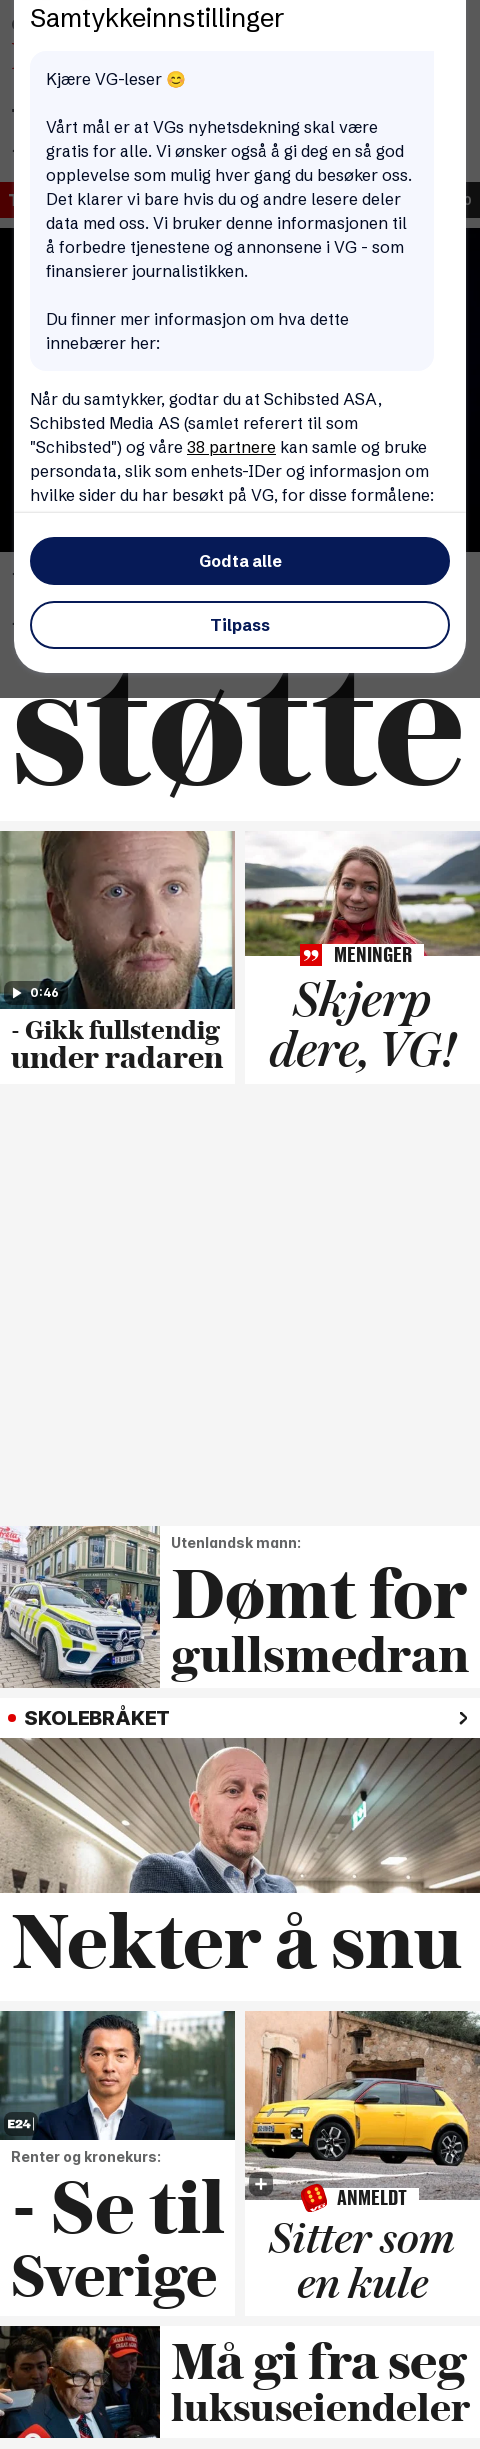 Samtykkeinnstillinger
Kjære VG-leser 😊
Vårt mål er at VGs nyhetsdekning skal være
gratis for alle. Vi ønsker også å gi deg en så god
opplevelse som mulig hver gang du besøker oss.
Det klarer vi bare hvis du og andre lesere deler
data med oss. Vi bruker denne informasjonen til
å forbedre tjenestene og annonsene i VG - som
finansierer journalistikken.
Du finner mer informasjon om hva dette
innebærer her:
Når du samtykker, godtar du at Schibsted ASA,
Schibsted Media AS (samlet referert til som
"Schibsted") og våre 38 partnere kan samle og bruke
persondata, slik som enhets-IDer og informasjon om
hvilke sider du har besøkt på VG, for disse formålene:
Godta alle
Tilpass
støtte
0:46
- Gikk fullstendig
under radaren
MENINGER
Skjerp
dere, VG!
Utenlandsk mann:
Dømt for
gullsmedran
SKOLEBRÅKET
Nekter å snu
E24
Renter og kronekurs:
- Se til
Sverige
ANMELDT
Sitter som
en kule
Må gi fra seg
luksuseiendeler